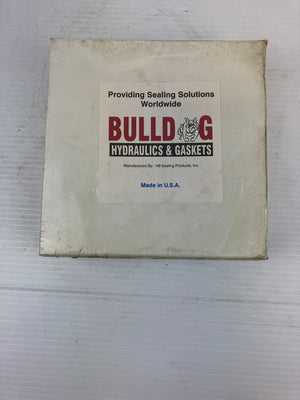 Providing Sealing Solutions
Worldwide
BULLDOG
HYDRAULICS & GASKETS
Manufactured By: HB Sealing Products, Inc.
Made in U.S.A.